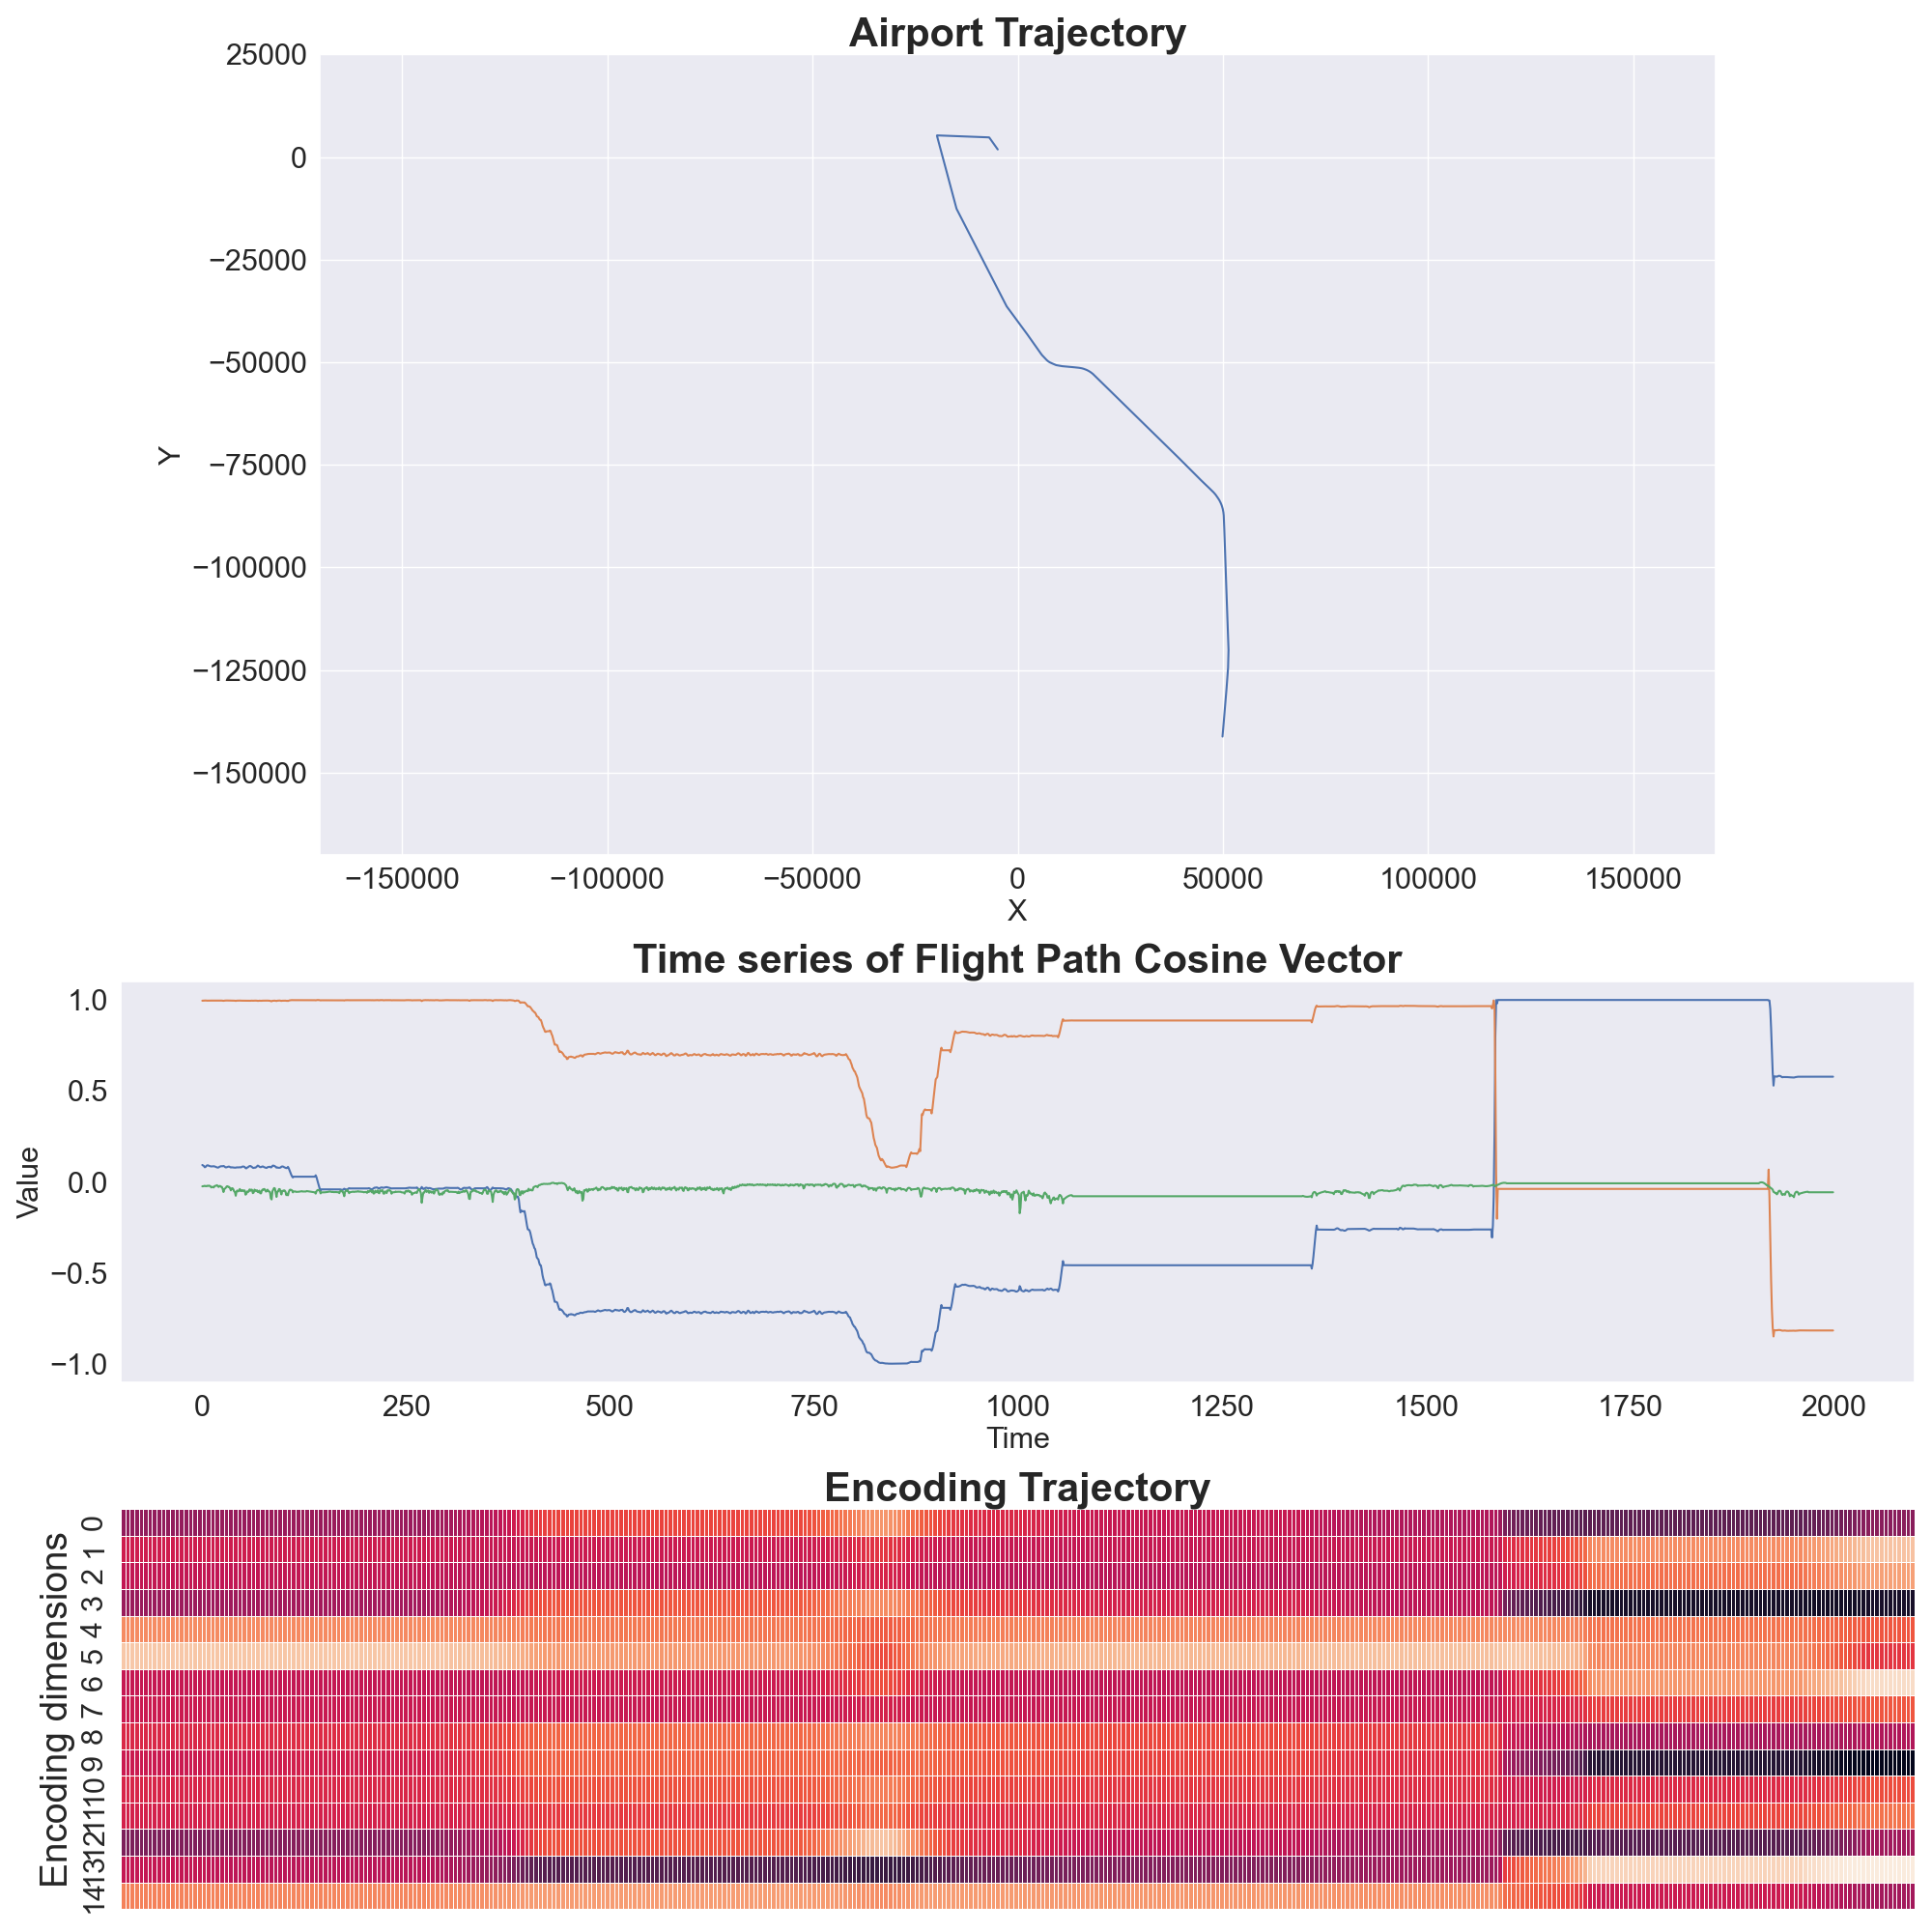 Airport Trajectory
25000
0
−25000
−50000
−75000
−100000
−125000
−150000
Y
−150000 −100000 −50000 0 50000 100000 150000
X
Time series of Flight Path Cosine Vector
1.0
0.5
0.0
−0.5
−1.0
Value
0 250 500 750 1000 1250 1500 1750 2000
Time
Encoding Trajectory
Encoding dimensions
0
1
2
3
4
5
6
7
8
9
10
11
12
13
14